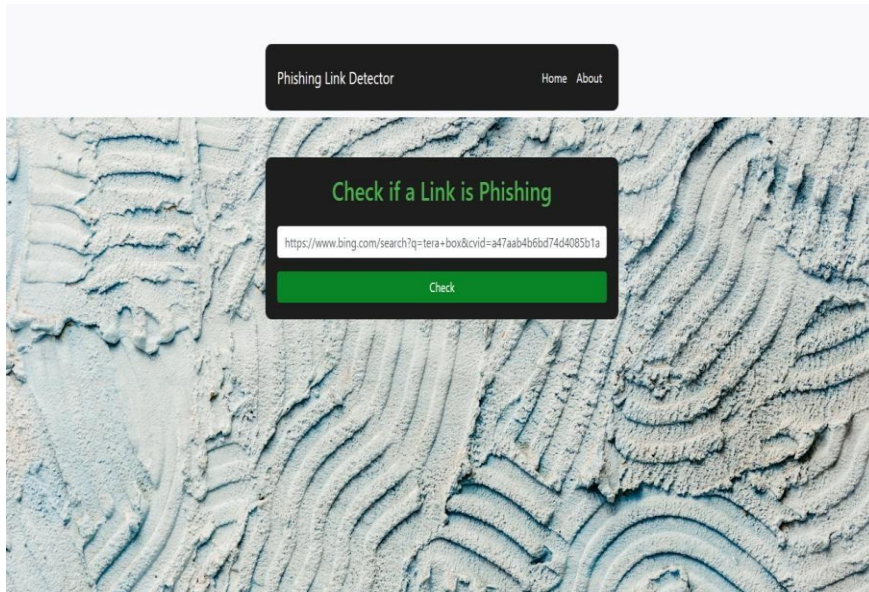 Phishing Link Detector
Home About
Check if a Link is Phishing
https://www.bing.com/search?q=tera+box&cvid=a47aab4b6bd74d4085b1a
Check